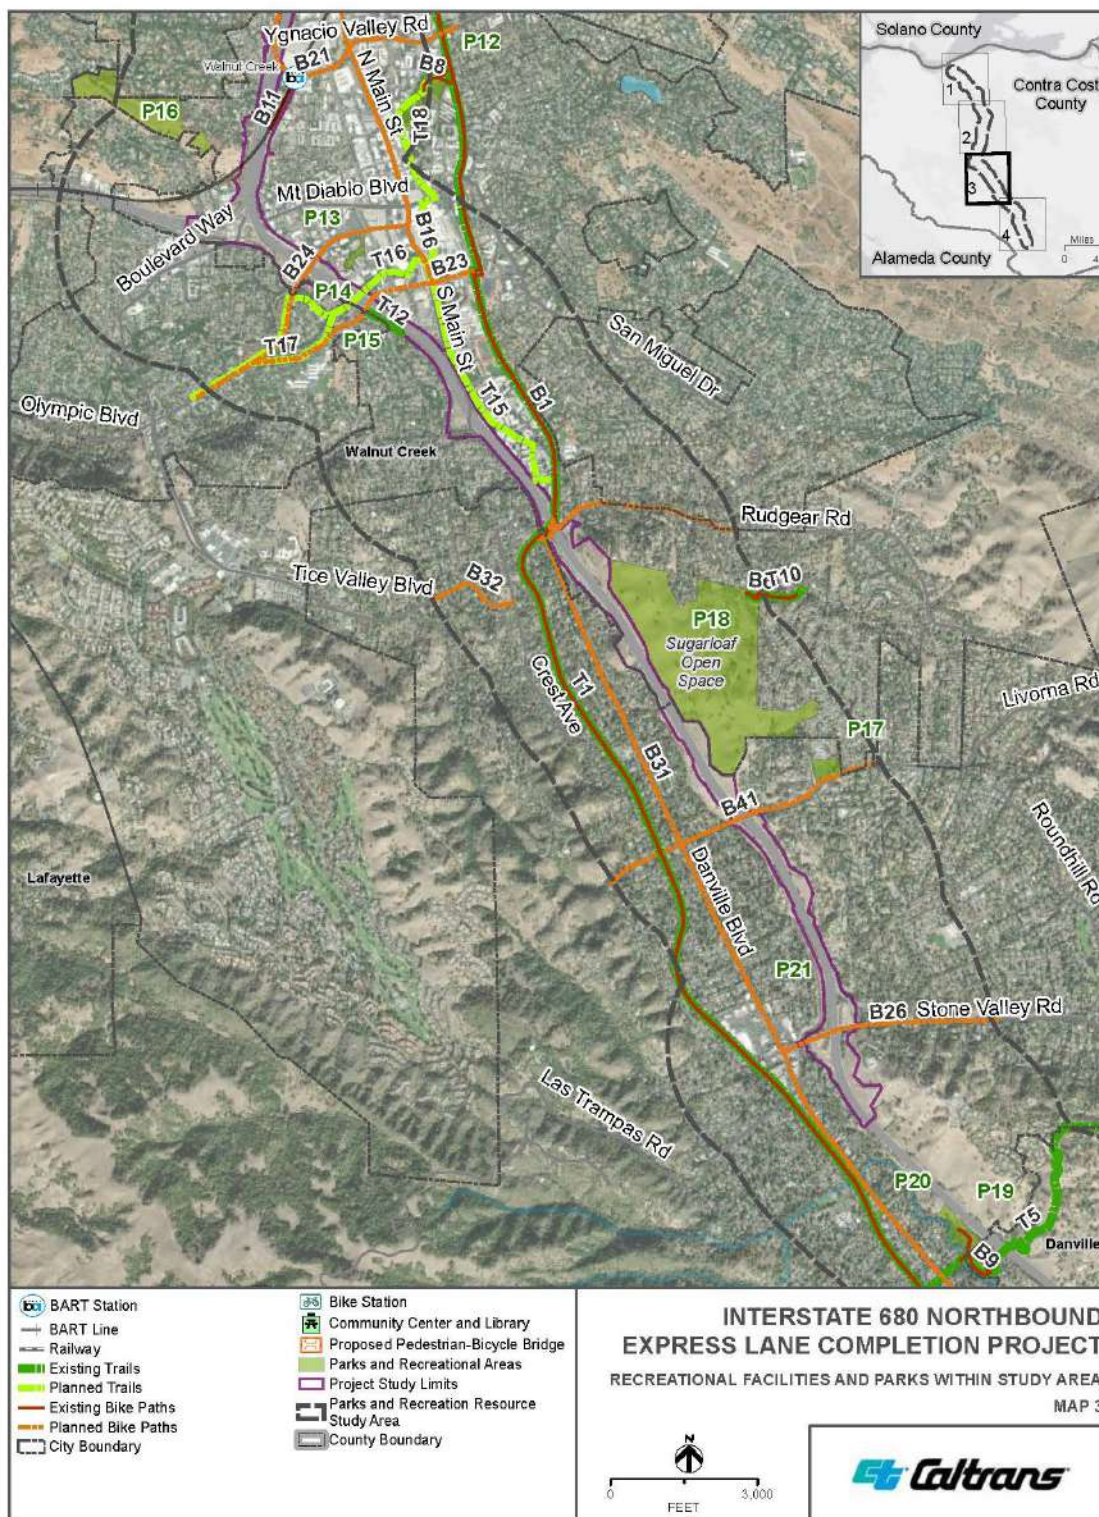 Ygnacio Valley Rd
P12
Walnut Creek
B21
B8
N Main St
B11
P16
T18
Mt Diablo Blvd
P13
Boulevard Way
B24
B16
T16
B23
P14
T12
P15
T17
S Main St
San Miguel Dr
B1
T15
Olympic Blvd
Walnut Creek
Rudgear Rd
Tice Valley Blvd
B32
T10
P18
Sugarloaf
Open
Space
Crest Ave
T1
Livorna Rd
P17
B31
B41
Roundhill Rd
Danville Blvd
Lafayette
P21
B26 Stone Valley Rd
Las Trampas Rd
P20
P19
T5
B9
Danville
Solano County
Contra Cost
County
1
2
3
4
Alameda County
Miles
0 4
BART Station
BART Line
Railway
Existing Trails
Planned Trails
Existing Bike Paths
Planned Bike Paths
City Boundary
Bike Station
Community Center and Library
Proposed Pedestrian-Bicycle Bridge
Parks and Recreational Areas
Project Study Limits
Parks and Recreation Resource
Study Area
County Boundary
INTERSTATE 680 NORTHBOUND
EXPRESS LANE COMPLETION PROJECT
RECREATIONAL FACILITIES AND PARKS WITHIN STUDY AREA
MAP 3
N
0 3,000
FEET
ct Caltrans